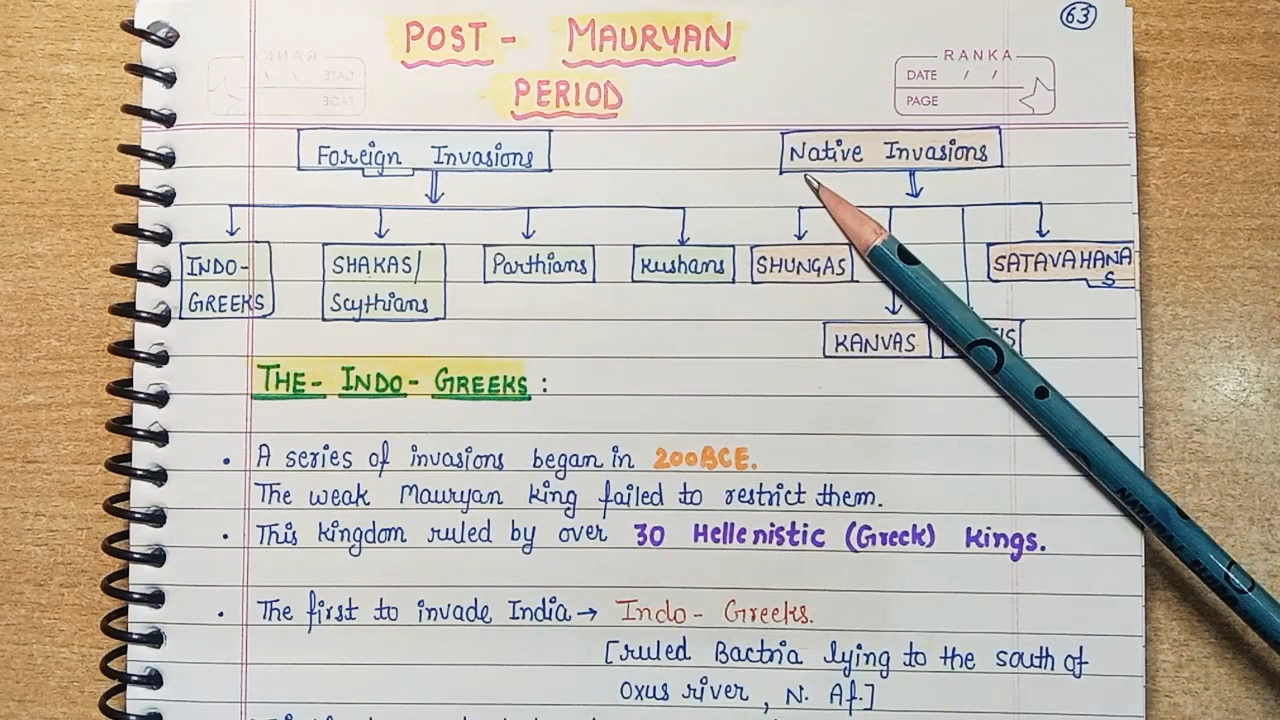 63
POST - MAURYAN
PERIOD
RANKA
DATE / /
PAGE
Foreign Invasions
Native Invasions
INDO-
GREEKS
SHAKAS/
Scythians
Parthians
Kushans
SHUNGAS
SATAVAHANA
S
KANVAS
THE- INDO- GREEKS :
• A series of invasions began in 200BCE.
The weak Mauryan king failed to restrict them.
• This kingdom ruled by over 30 Hellenistic (Greek) kings.
• The first to invade India → Indo - Greeks.
[ruled Bactria lying to the south of
Oxus river, N. Af.]